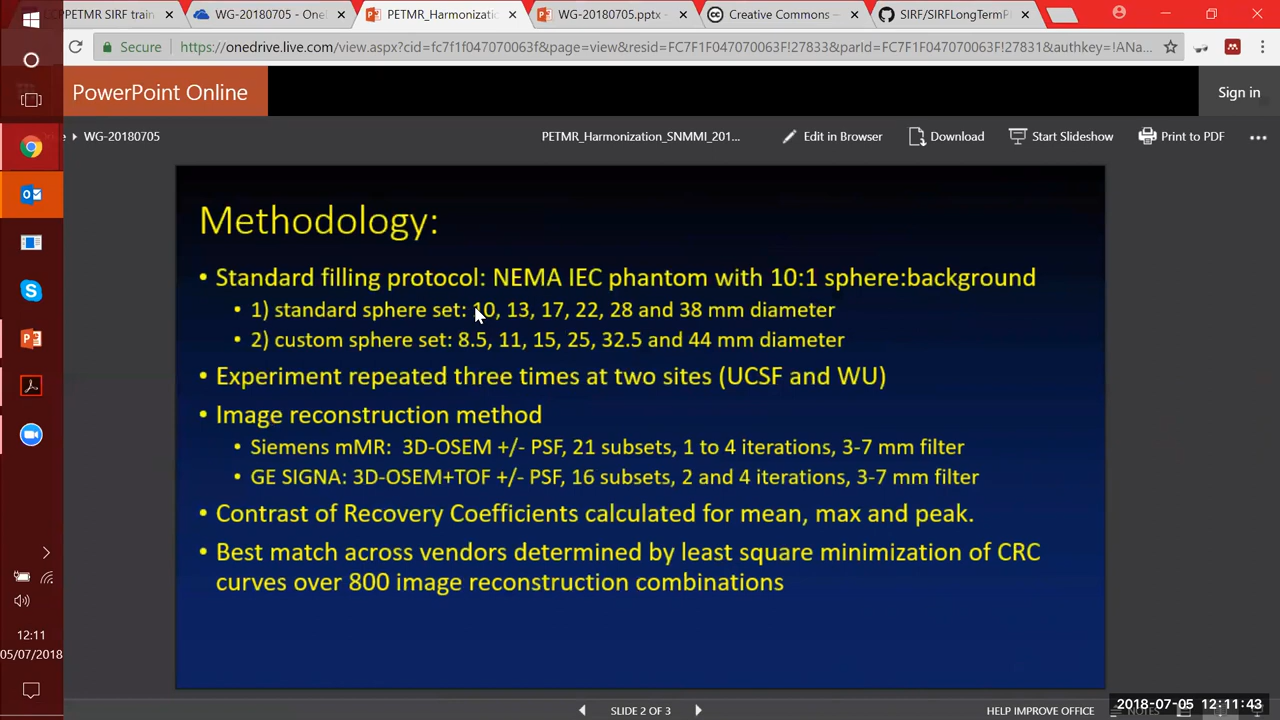 CPPETMR SIRF train
WG-20180705 - OneD
PETMR_Harmonizatio
WG-20180705.pptx -
Creative Commons —
SIRF/SIRFLongTermPl
Secure
https://onedrive.live.com/view.aspx?cid=fc7f1f047070063f&page=view&resid=FC7F1F047070063F!27833&parId=FC7F1F047070063F!27831&authkey=!ANa...
PowerPoint Online
Sign in
WG-20180705
PETMR_Harmonization_SNMMI_201...
Edit in Browser
Download
Start Slideshow
Print to PDF
Methodology:
• Standard filling protocol: NEMA IEC phantom with 10:1 sphere:background
• 1) standard sphere set: 10, 13, 17, 22, 28 and 38 mm diameter
• 2) custom sphere set: 8.5, 11, 15, 25, 32.5 and 44 mm diameter
• Experiment repeated three times at two sites (UCSF and WU)
• Image reconstruction method
• Siemens mMR: 3D-OSEM +/- PSF, 21 subsets, 1 to 4 iterations, 3-7 mm filter
• GE SIGNA: 3D-OSEM+TOF +/- PSF, 16 subsets, 2 and 4 iterations, 3-7 mm filter
• Contrast of Recovery Coefficients calculated for mean, max and peak.
• Best match across vendors determined by least square minimization of CRC
curves over 800 image reconstruction combinations
12:11
05/07/2018
SLIDE 2 OF 3
HELP IMPROVE OFFICE
NOTES
2018-07-05 12:11:43